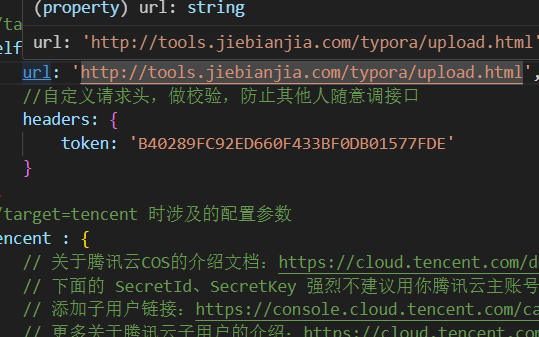 (property) url: string
/ta
url: 'http://tools.jiebianjia.com/typora/upload.html'
elf
url: 'http://tools.jiebianjia.com/typora/upload.html',
//自定义请求头，做校验，防止其他人随意调接口
headers: {
token: 'B40289FC92ED660F433BF0DB01577FDE'
}
/target=tencent 时涉及的配置参数
encent : {
// 关于腾讯云COS的介绍文档：https://cloud.tencent.com/d
// 下面的 SecretId、SecretKey 强烈不建议用你腾讯云主账号
// 添加子用户链接：https://console.cloud.tencent.com/ca
// 更多关于腾讯云子用户的介绍：https://cloud.tencent.com